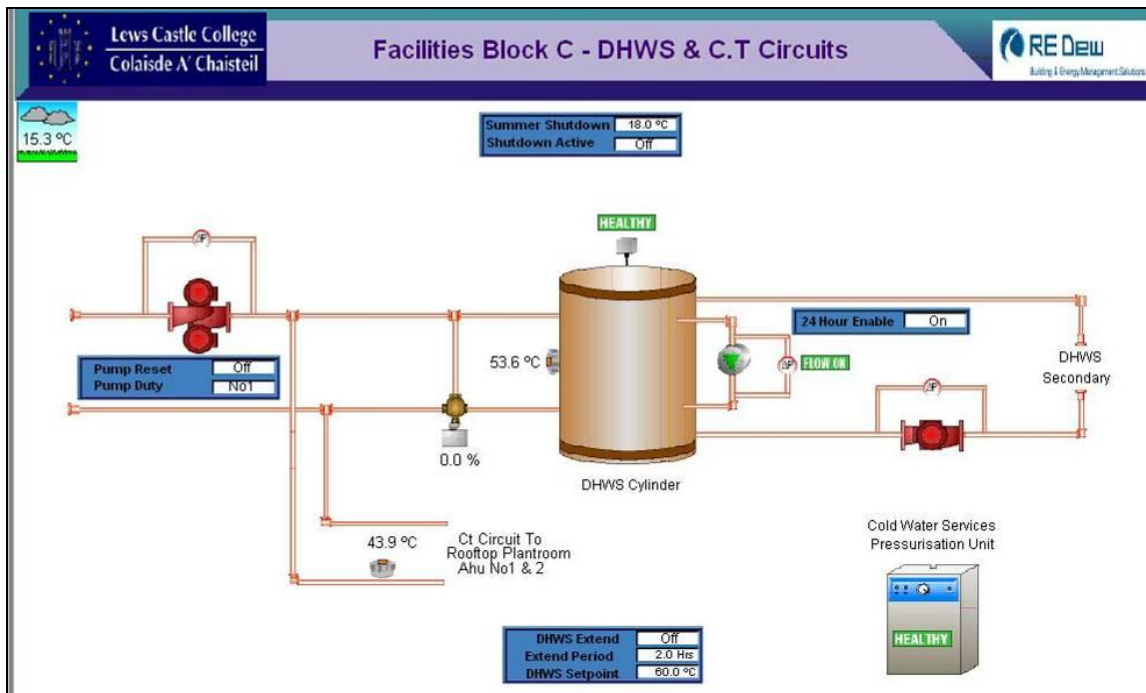 Lews Castle College
Colaisde A' Chaisteil
Facilities Block C - DHWS & C.T Circuits
RE Dew
Building & Energy Management Solutions
15.3 ºC
Summer Shutdown 18.0 ºC
Shutdown Active Off
HEALTHY
ΔP
Pump Reset Off
Pump Duty No1
53.6 ºC
24 Hour Enable On
ΔP
FLOW ON
DHWS
Secondary
ΔP
0.0 %
DHWS Cylinder
43.9 ºC
Ct Circuit To
Rooftop Plantroom
Ahu No1 & 2
Cold Water Services
Pressurisation Unit
HEALTHY
DHWS Extend Off
Extend Period 2.0 Hrs
DHWS Setpoint 60.0 ºC